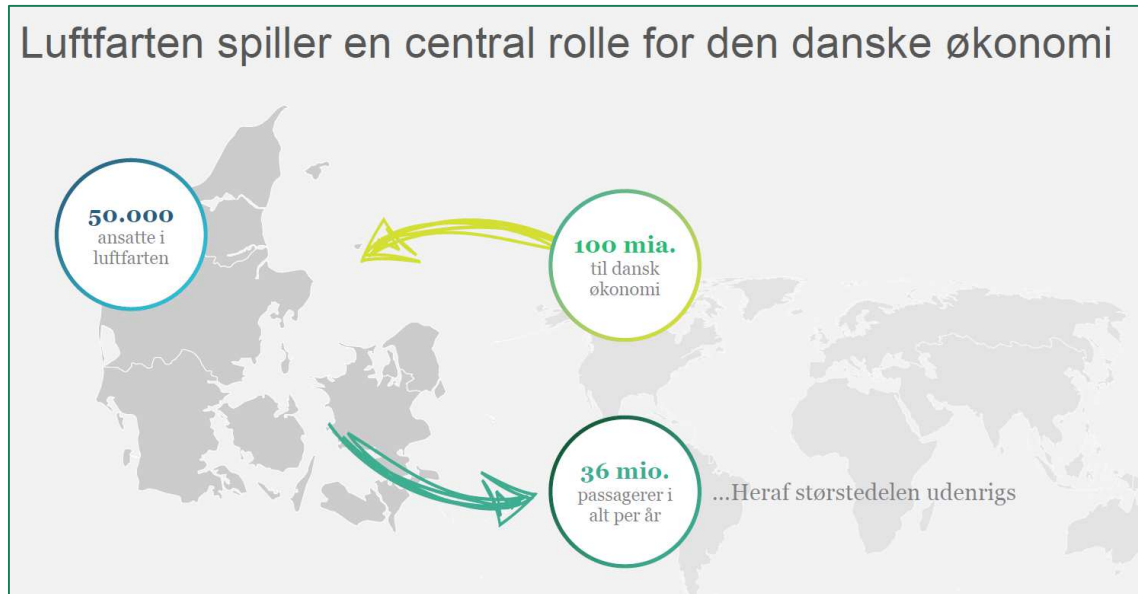 Luftfarten spiller en central rolle for den danske økonomi
50.000
ansatte i
luftfarten
100 mia.
til dansk
økonomi
36 mio.
passagerer i
alt per år
...Heraf størstedelen udenrigs